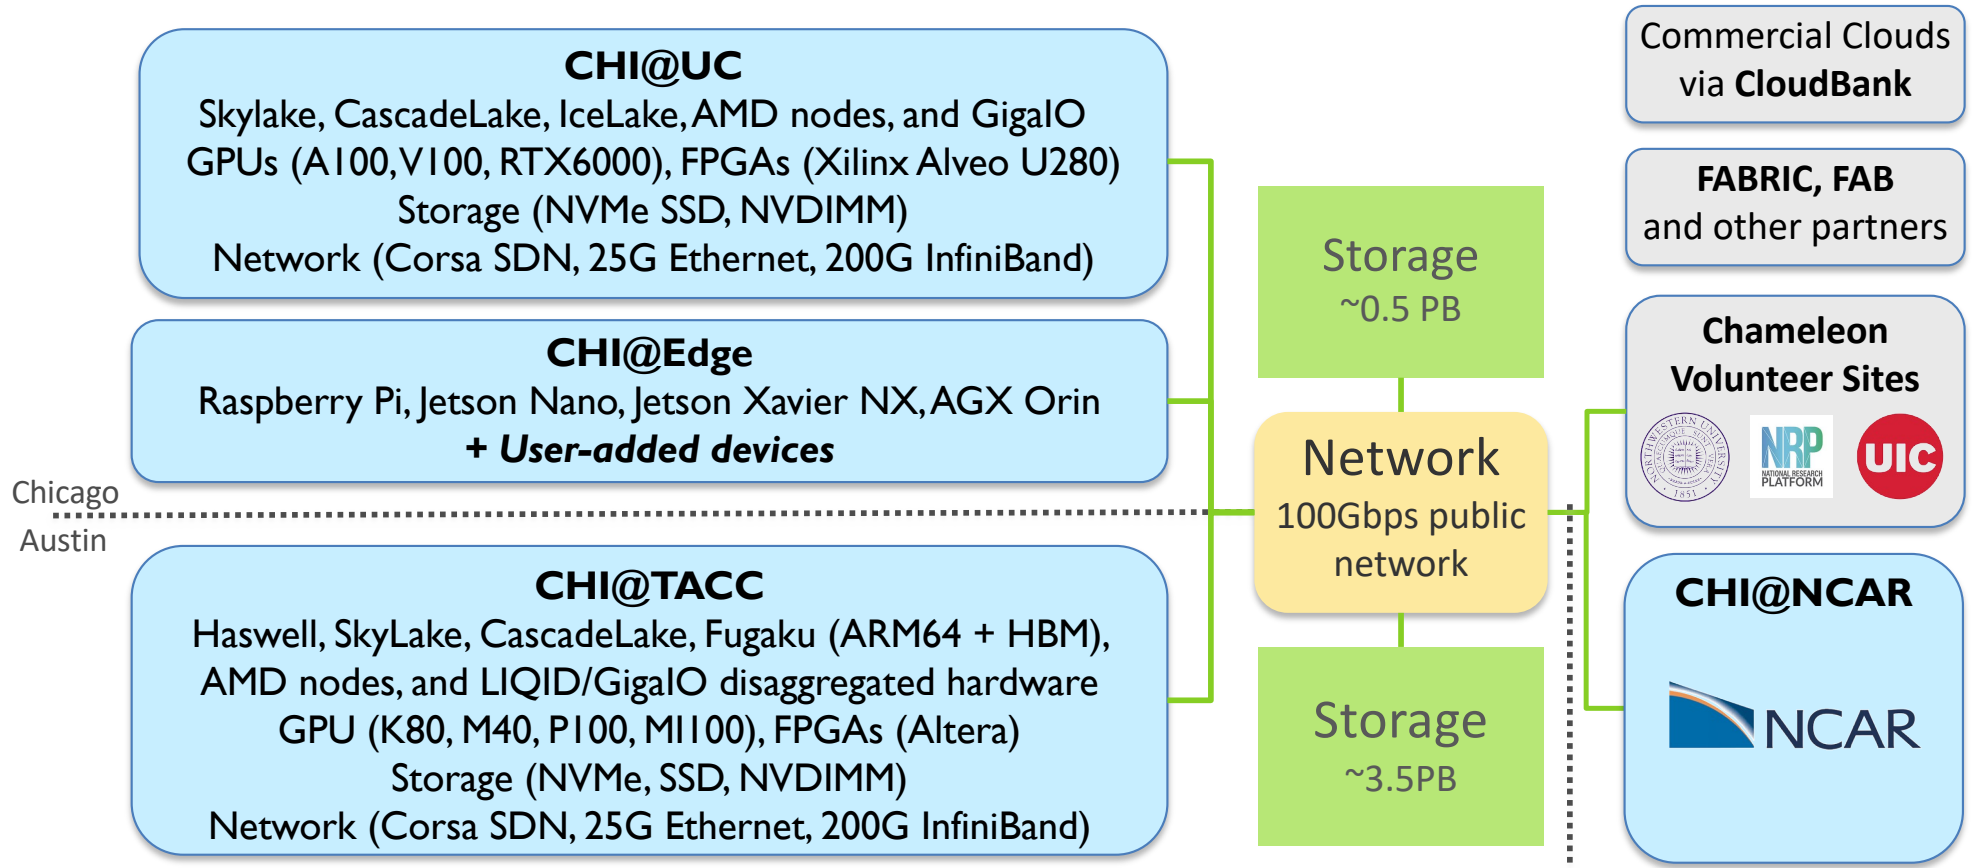 CHI@UC
Skylake, CascadeLake, IceLake, AMD nodes, and GigaIO
GPUs (A100, V100, RTX6000), FPGAs (Xilinx Alveo U280)
Storage (NVMe SSD, NVDIMM)
Network (Corsa SDN, 25G Ethernet, 200G InfiniBand)
CHI@Edge
Raspberry Pi, Jetson Nano, Jetson Xavier NX, AGX Orin
+ User-added devices
Chicago
Austin
CHI@TACC
Haswell, SkyLake, CascadeLake, Fugaku (ARM64 + HBM),
AMD nodes, and LIQID/GigaIO disaggregated hardware
GPU (K80, M40, P100, MI100), FPGAs (Altera)
Storage (NVMe, SSD, NVDIMM)
Network (Corsa SDN, 25G Ethernet, 200G InfiniBand)
Storage
~0.5 PB
Network
100Gbps public
network
Storage
~3.5PB
Commercial Clouds
via CloudBank
FABRIC, FAB
and other partners
Chameleon
Volunteer Sites
NORTHWESTERN UNIVERSITY
1851
NRP
NATIONAL RESEARCH
PLATFORM
UIC
CHI@NCAR
NCAR